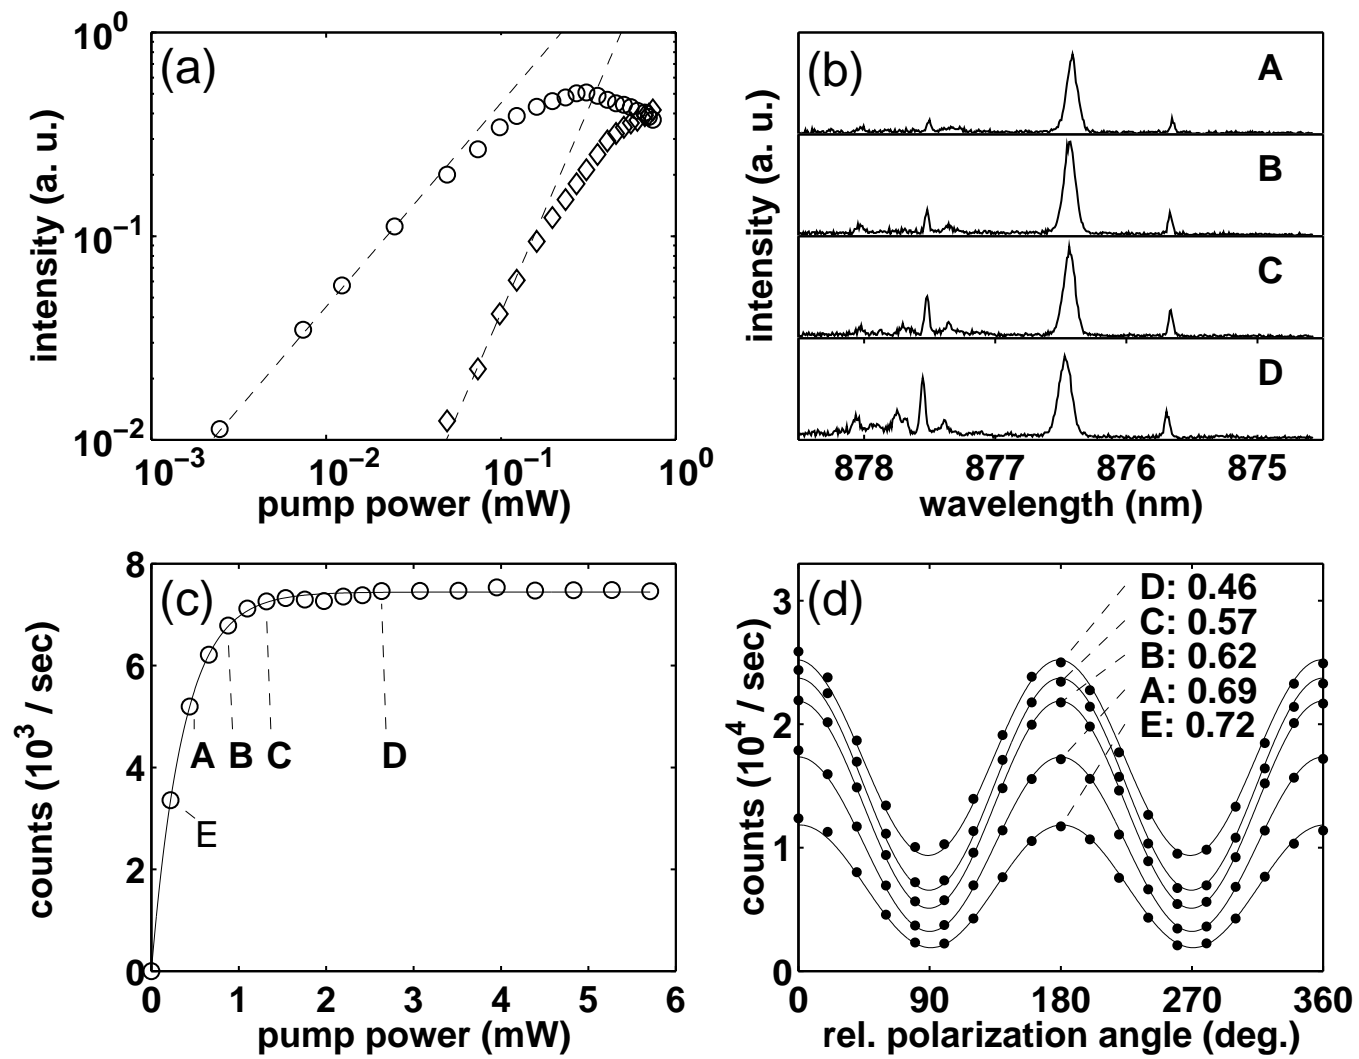 (a)
10^0
10^−1
10^−2
intensity (a. u.)
10^−3 10^−2 10^−1 10^0
pump power (mW)
(b)
A
B
C
D
intensity (a. u.)
878 877 876 875
wavelength (nm)
(c)
8
6
4
2
0
counts (10^3 / sec)
A B C D
E
0 1 2 3 4 5 6
pump power (mW)
(d)
D: 0.46
C: 0.57
B: 0.62
A: 0.69
E: 0.72
3
2
1
0
counts (10^4 / sec)
0 90 180 270 360
rel. polarization angle (deg.)